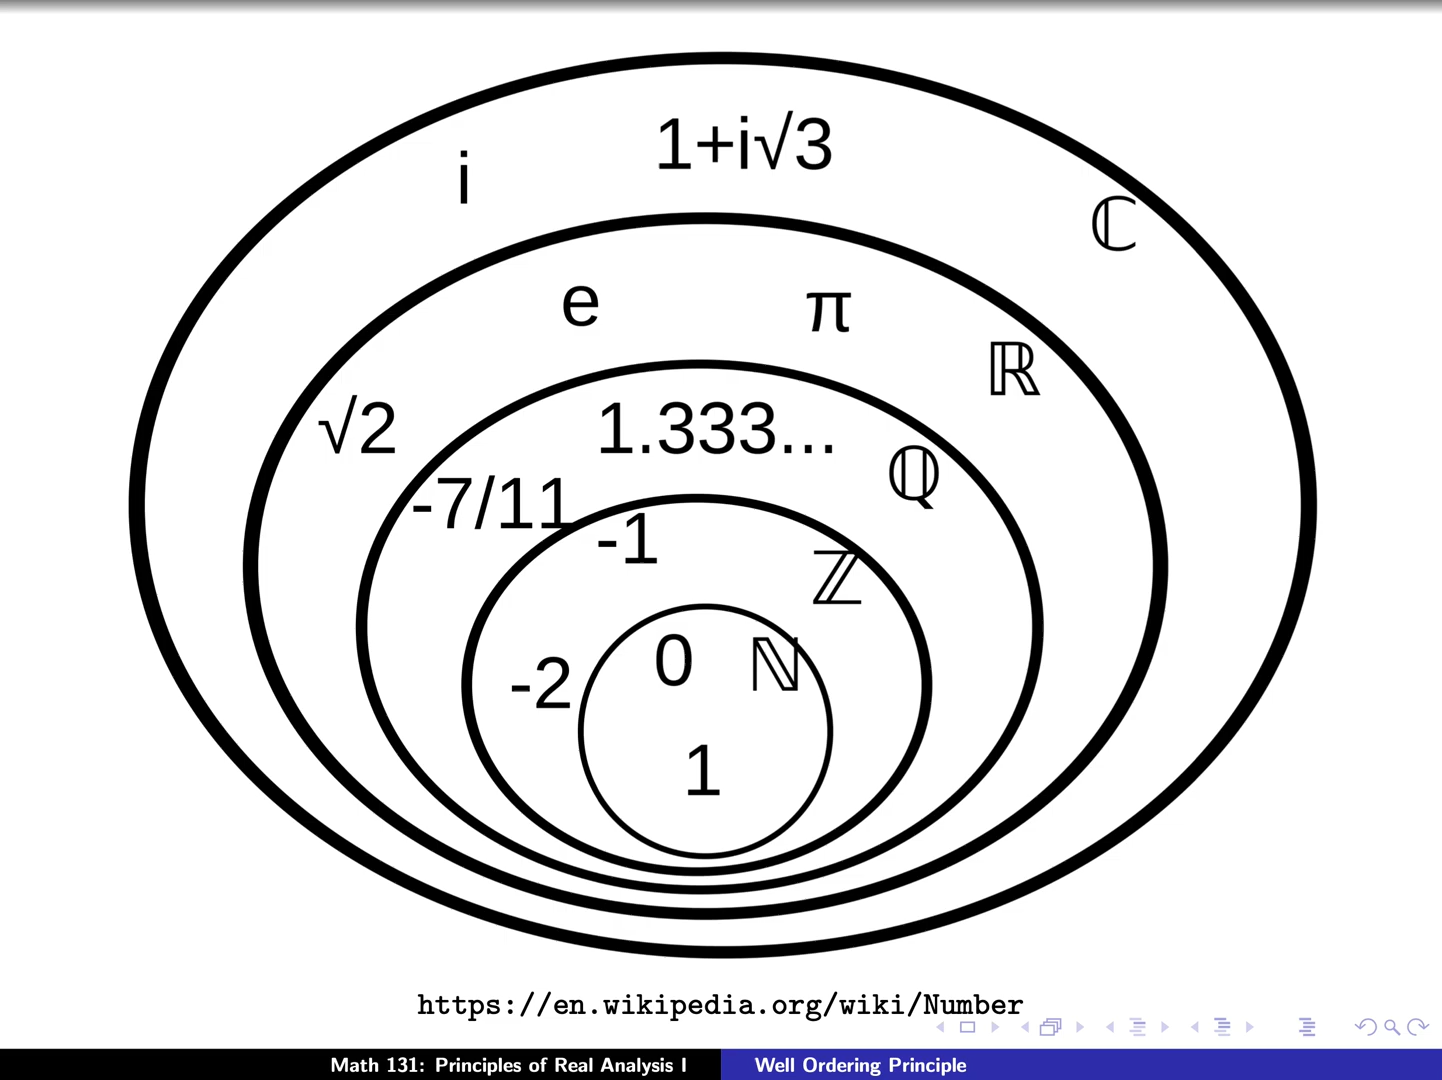 1+i√3
i
ℂ
e
π
ℝ
√2
1.333...
ℚ
-7/11
-1
ℤ
0
ℕ
-2
1
https://en.wikipedia.org/wiki/Number
Math 131: Principles of Real Analysis I
Well Ordering Principle